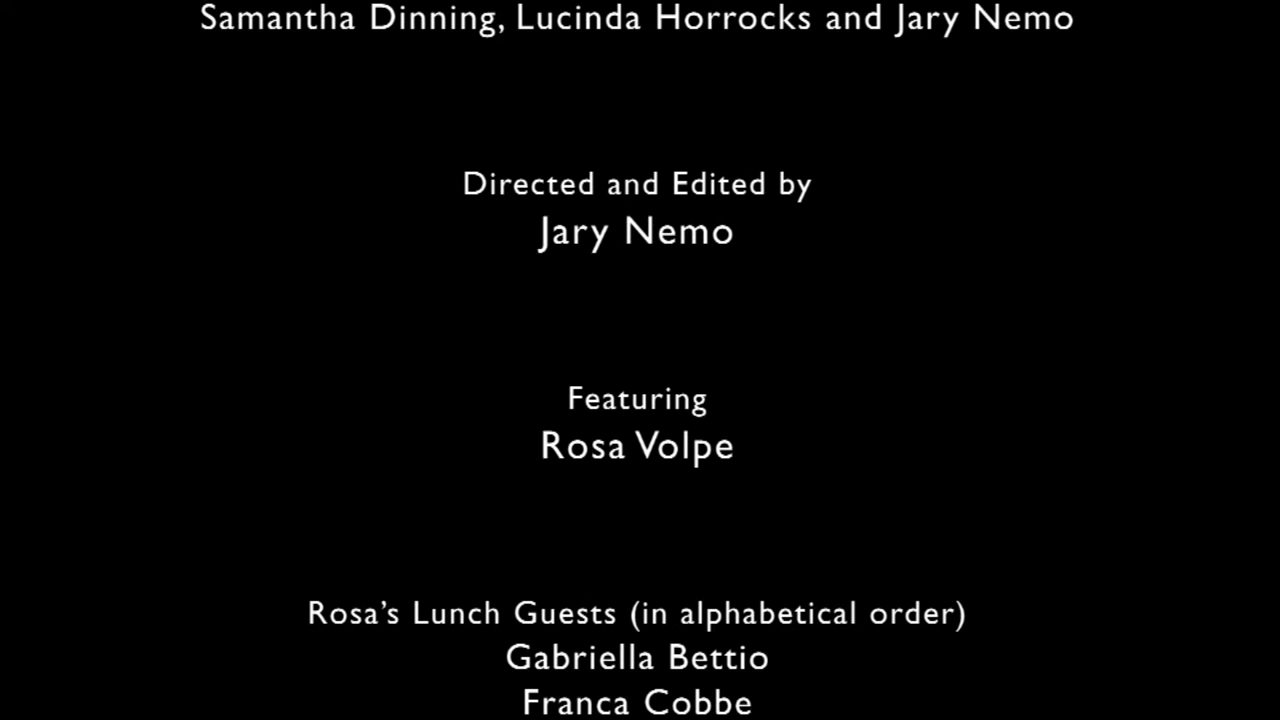 Samantha Dinning, Lucinda Horrocks and Jary Nemo
Directed and Edited by
Jary Nemo
Featuring
Rosa Volpe
Rosa’s Lunch Guests (in alphabetical order)
Gabriella Bettio
Franca Cobbe